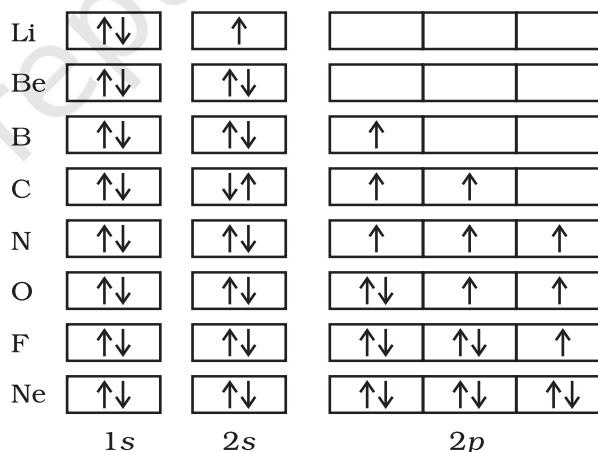 Li ↑↓ ↑
Be ↑↓ ↑↓
B ↑↓ ↑↓ ↑
C ↑↓ ↓↑ ↑ ↑
N ↑↓ ↑↓ ↑ ↑ ↑
O ↑↓ ↑↓ ↑↓ ↑ ↑
F ↑↓ ↑↓ ↑↓ ↑↓ ↑
Ne ↑↓ ↑↓ ↑↓ ↑↓ ↑↓
1s 2s 2p